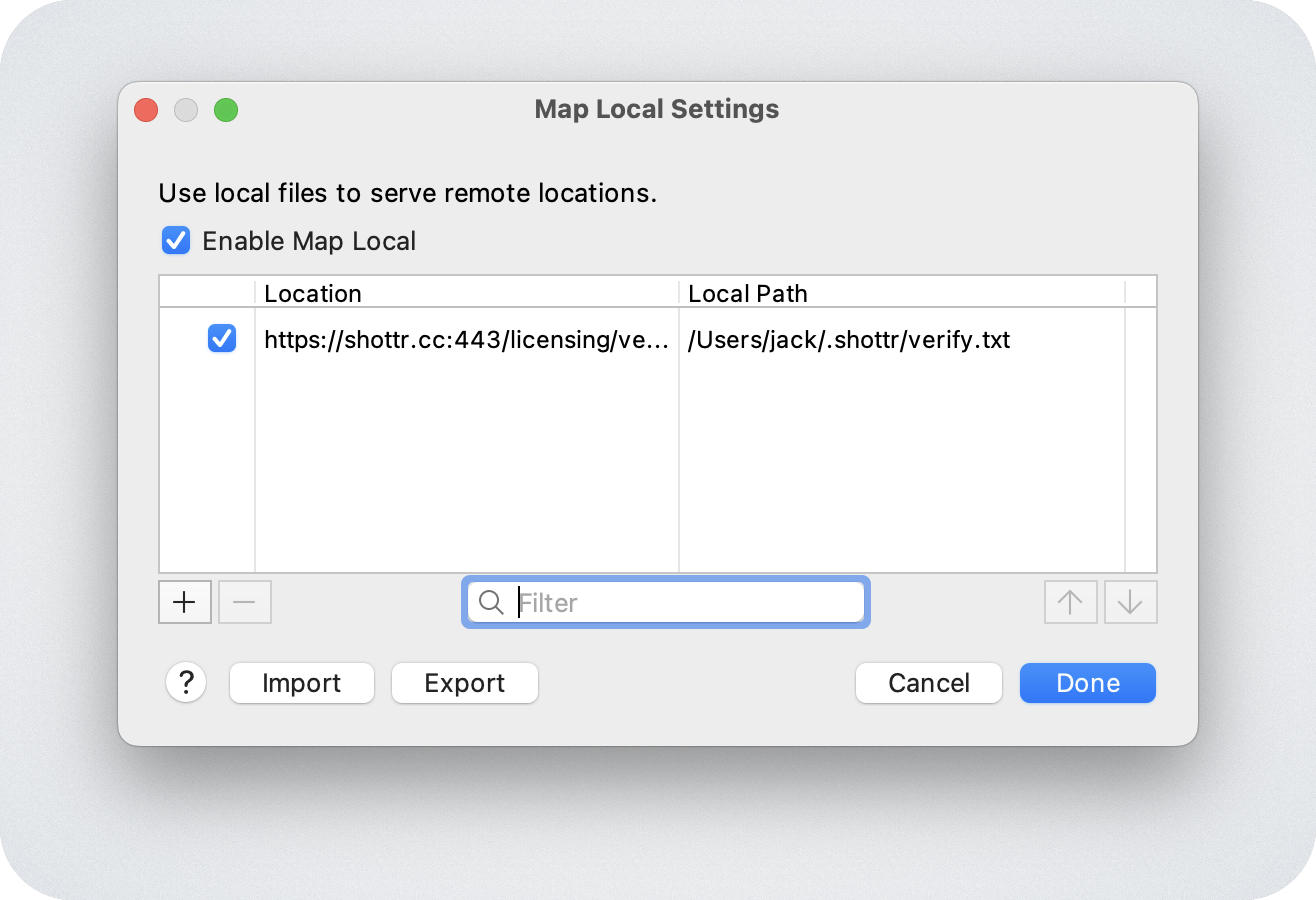 Map Local Settings
Use local files to serve remote locations.
Enable Map Local
Location Local Path
https://shottr.cc:443/licensing/ve... /Users/jack/.shottr/verify.txt
Filter
? Import Export Cancel Done